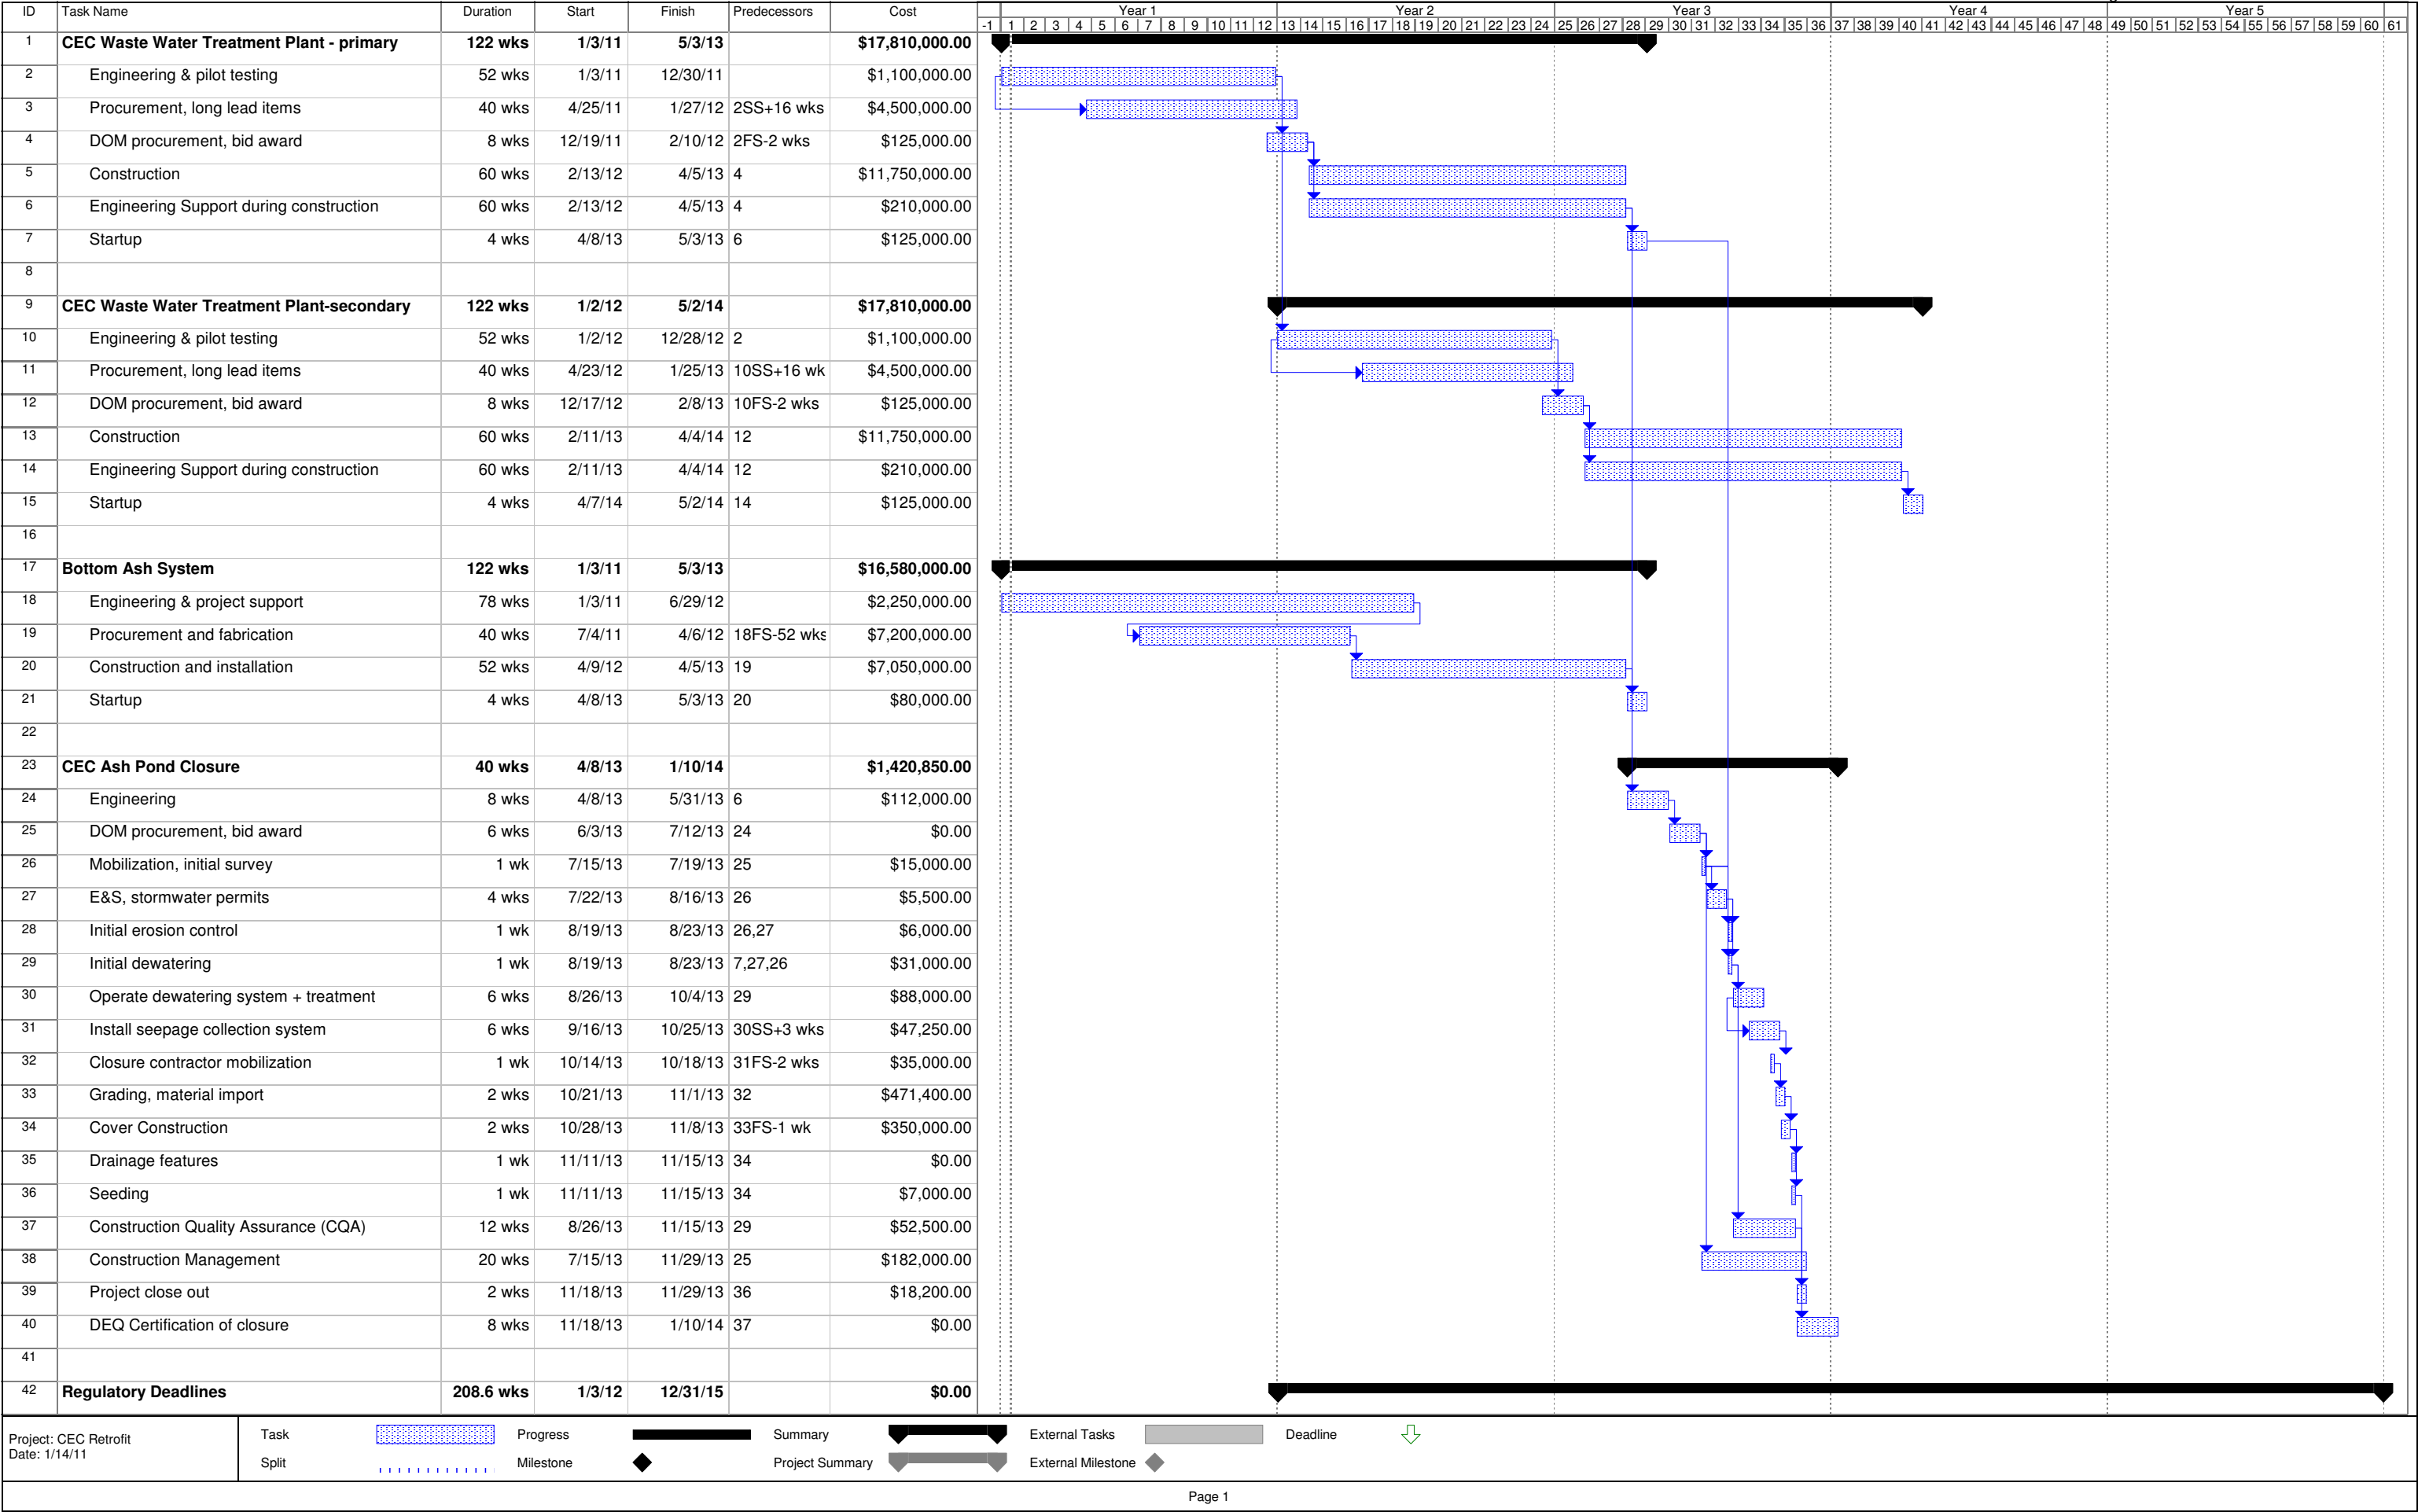 ID Task Name Duration Start Finish Predecessors Cost Year 1 Year 2 Year 3 Year 4 Year 5
-1 1 2 3 4 5 6 7 8 9 10 11 12 13 14 15 16 17 18 19 20 21 22 23 24 25 26 27 28 29 30 31 32 33 34 35 36 37 38 39 40 41 42 43 44 45 46 47 48 49 50 51 52 53 54 55 56 57 58 59 60 61
1 CEC Waste Water Treatment Plant - primary 122 wks 1/3/11 5/3/13 $17,810,000.00
2 Engineering & pilot testing 52 wks 1/3/11 12/30/11 $1,100,000.00
3 Procurement, long lead items 40 wks 4/25/11 1/27/12 2SS+16 wks $4,500,000.00
4 DOM procurement, bid award 8 wks 12/19/11 2/10/12 2FS-2 wks $125,000.00
5 Construction 60 wks 2/13/12 4/5/13 4 $11,750,000.00
6 Engineering Support during construction 60 wks 2/13/12 4/5/13 4 $210,000.00
7 Startup 4 wks 4/8/13 5/3/13 6 $125,000.00
8
9 CEC Waste Water Treatment Plant-secondary 122 wks 1/2/12 5/2/14 $17,810,000.00
10 Engineering & pilot testing 52 wks 1/2/12 12/28/12 2 $1,100,000.00
11 Procurement, long lead items 40 wks 4/23/12 1/25/13 10SS+16 wk $4,500,000.00
12 DOM procurement, bid award 8 wks 12/17/12 2/8/13 10FS-2 wks $125,000.00
13 Construction 60 wks 2/11/13 4/4/14 12 $11,750,000.00
14 Engineering Support during construction 60 wks 2/11/13 4/4/14 12 $210,000.00
15 Startup 4 wks 4/7/14 5/2/14 14 $125,000.00
16
17 Bottom Ash System 122 wks 1/3/11 5/3/13 $16,580,000.00
18 Engineering & project support 78 wks 1/3/11 6/29/12 $2,250,000.00
19 Procurement and fabrication 40 wks 7/4/11 4/6/12 18FS-52 wks $7,200,000.00
20 Construction and installation 52 wks 4/9/12 4/5/13 19 $7,050,000.00
21 Startup 4 wks 4/8/13 5/3/13 20 $80,000.00
22
23 CEC Ash Pond Closure 40 wks 4/8/13 1/10/14 $1,420,850.00
24 Engineering 8 wks 4/8/13 5/31/13 6 $112,000.00
25 DOM procurement, bid award 6 wks 6/3/13 7/12/13 24 $0.00
26 Mobilization, initial survey 1 wk 7/15/13 7/19/13 25 $15,000.00
27 E&S, stormwater permits 4 wks 7/22/13 8/16/13 26 $5,500.00
28 Initial erosion control 1 wk 8/19/13 8/23/13 26,27 $6,000.00
29 Initial dewatering 1 wk 8/19/13 8/23/13 7,27,26 $31,000.00
30 Operate dewatering system + treatment 6 wks 8/26/13 10/4/13 29 $88,000.00
31 Install seepage collection system 6 wks 9/16/13 10/25/13 30SS+3 wks $47,250.00
32 Closure contractor mobilization 1 wk 10/14/13 10/18/13 31FS-2 wks $35,000.00
33 Grading, material import 2 wks 10/21/13 11/1/13 32 $471,400.00
34 Cover Construction 2 wks 10/28/13 11/8/13 33FS-1 wk $350,000.00
35 Drainage features 1 wk 11/11/13 11/15/13 34 $0.00
36 Seeding 1 wk 11/11/13 11/15/13 34 $7,000.00
37 Construction Quality Assurance (CQA) 12 wks 8/26/13 11/15/13 29 $52,500.00
38 Construction Management 20 wks 7/15/13 11/29/13 25 $182,000.00
39 Project close out 2 wks 11/18/13 11/29/13 36 $18,200.00
40 DEQ Certification of closure 8 wks 11/18/13 1/10/14 37 $0.00
41
42 Regulatory Deadlines 208.6 wks 1/3/12 12/31/15 $0.00
Project: CEC Retrofit
Date: 1/14/11
Task Progress Summary External Tasks Deadline
Split Milestone Project Summary External Milestone
Page 1